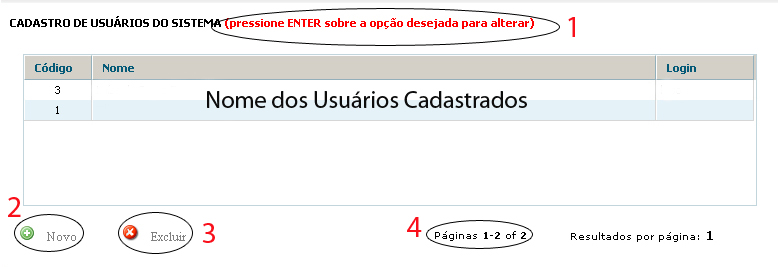 CADASTRO DE USUÁRIOS DO SISTEMA (pressione ENTER sobre a opção desejada para alterar) 1
Código Nome Login
3
Nome dos Usuários Cadastrados
1
2 Novo Excluir 3 4 Páginas 1-2 of 2 Resultados por página: 1